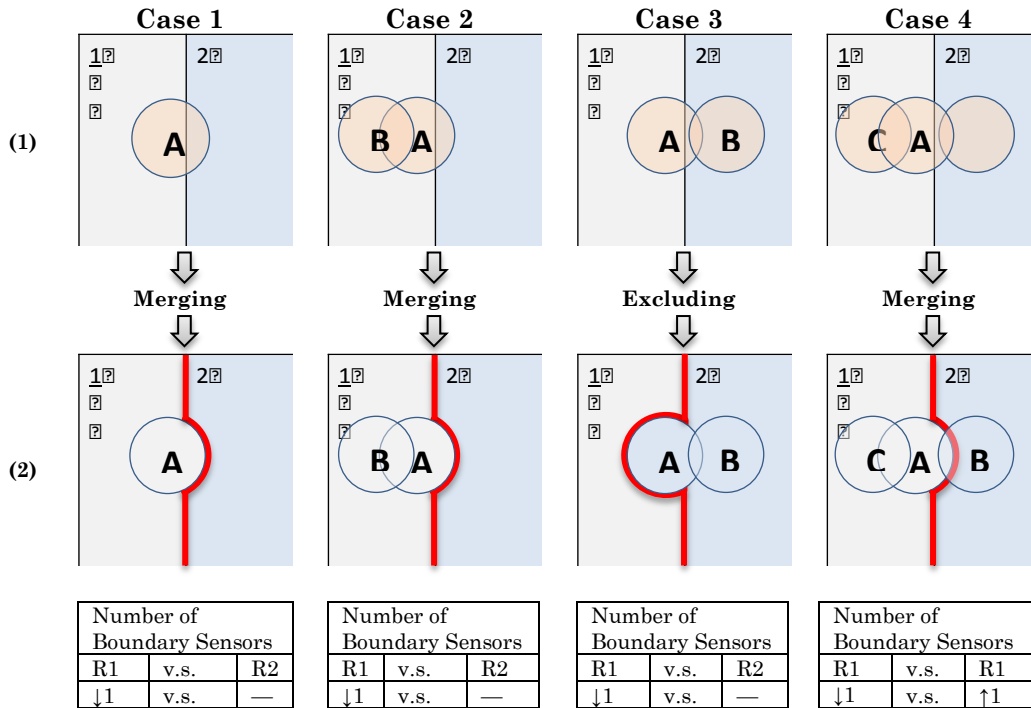 Case 1 Case 2 Case 3 Case 4
1⍰ 2⍰ 1⍰ 2⍰ 1⍰ 2⍰ 1⍰ 2⍰
⍰ ⍰ ⍰ ⍰
⍰ ⍰ ⍰ ⍰
(1) A B A A B C A
Merging Merging Excluding Merging
1⍰ 2⍰ 1⍰ 2⍰ 1⍰ 2⍰ 1⍰ 2⍰
⍰ ⍰ ⍰ ⍰
⍰ ⍰ ⍰ ⍰
(2) A B A A B C A B
Number of Number of Number of Number of
Boundary Sensors Boundary Sensors Boundary Sensors Boundary Sensors
R1 v.s. R2 R1 v.s. R2 R1 v.s. R2 R1 v.s. R1
↓1 v.s. — ↓1 v.s. — ↓1 v.s. — ↓1 v.s. ↑1